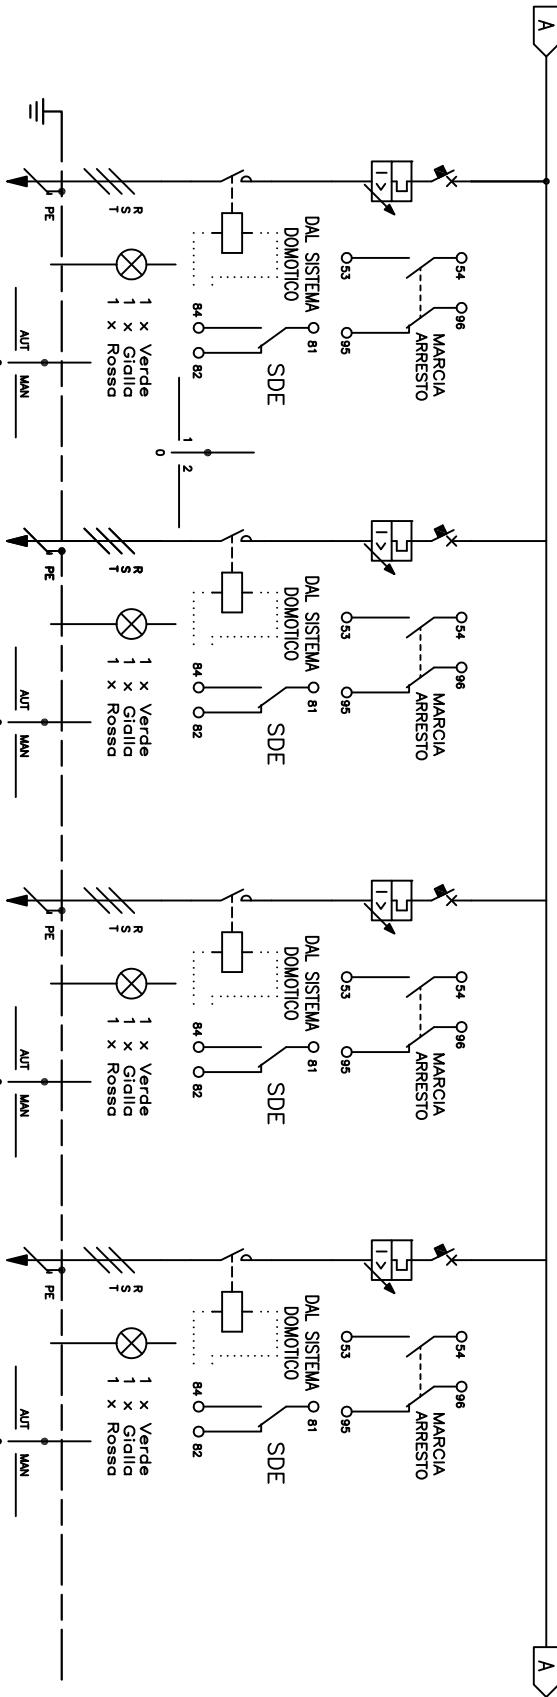 A
A
54
96
MARCIA
ARRESTO
53
95
DAL SISTEMA
DOMOTICO
81
SDE
84
82
R
S
T
1 x Verde
1 x Gialla
1 x Rossa
PE
AUT
MAN
1
0
2
54
96
MARCIA
ARRESTO
53
95
DAL SISTEMA
DOMOTICO
81
SDE
84
82
R
S
T
1 x Verde
1 x Gialla
1 x Rossa
PE
AUT
MAN
54
96
MARCIA
ARRESTO
53
95
DAL SISTEMA
DOMOTICO
81
SDE
84
82
R
S
T
1 x Verde
1 x Gialla
1 x Rossa
PE
AUT
MAN
54
96
MARCIA
ARRESTO
53
95
DAL SISTEMA
DOMOTICO
81
SDE
84
82
R
S
T
1 x Verde
1 x Gialla
1 x Rossa
PE
AUT
MAN